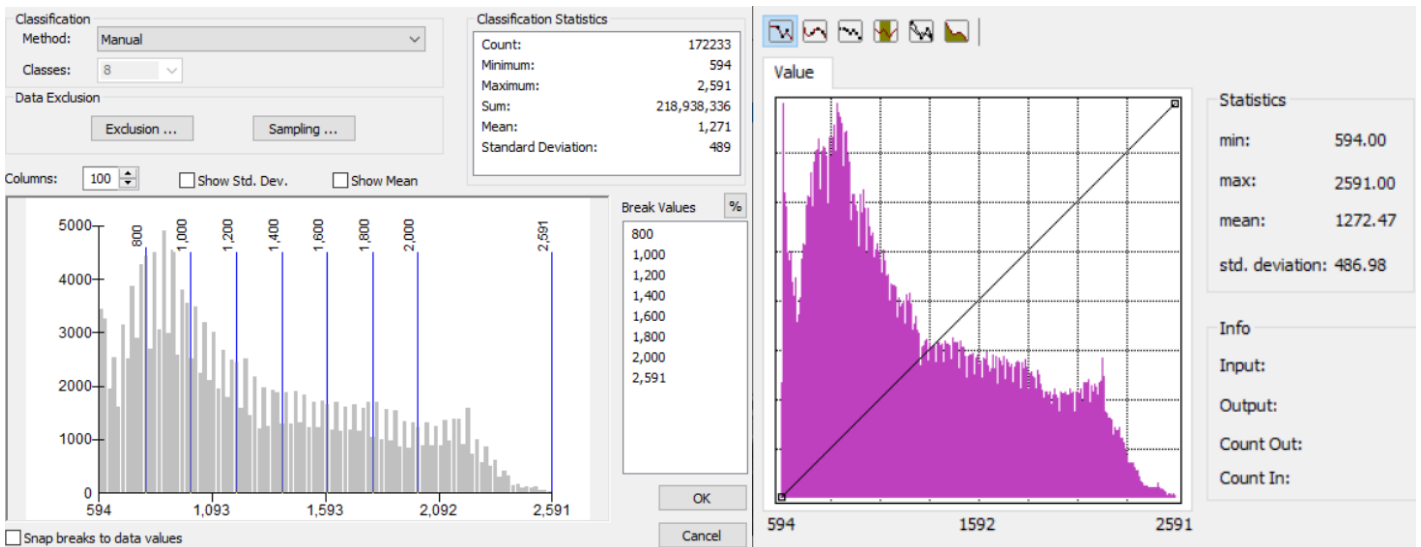 Classification
Method: Manual
Classes: 8
Data Exclusion
Exclusion ... Sampling ...
Classification Statistics
Count: 172233
Minimum: 594
Maximum: 2,591
Sum: 218,938,336
Mean: 1,271
Standard Deviation: 489
Columns: 100 Show Std. Dev. Show Mean
800 1,000 1,200 1,400 1,600 1,800 2,000 2,591
5000
4000
3000
2000
1000
0
594 1,093 1,593 2,092 2,591
Snap breaks to data values
Break Values %
800
1,000
1,200
1,400
1,600
1,800
2,000
2,591
OK
Cancel
Value
594 1592 2591
Statistics
min: 594.00
max: 2591.00
mean: 1272.47
std. deviation: 486.98
Info
Input:
Output:
Count Out:
Count In: